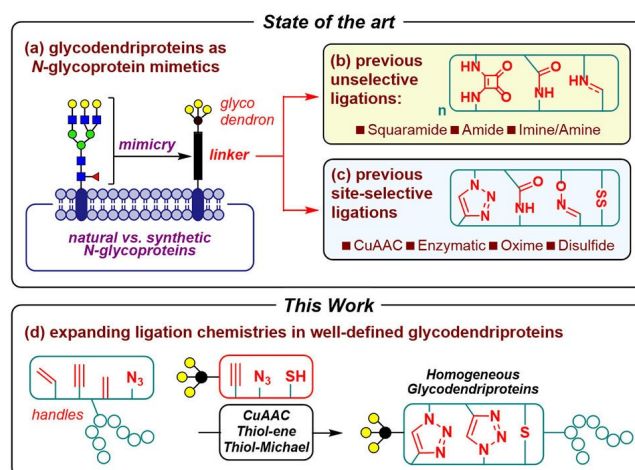 State of the art
(a) glycodendriproteins as
N-glycoprotein mimetics
mimicry
glyco
dendron
linker
natural vs. synthetic
N-glycoproteins
(b) previous
unselective
ligations:
n
HN
O
HN
O
O
NH
HN
Squaramide Amide Imine/Amine
(c) previous
site-selective
ligations
N
N
N
O
NH
O
N
SS
CuAAC Enzymatic Oxime Disulfide
This Work
(d) expanding ligation chemistries in well-defined glycodendriproteins
N3
handles
N3
SH
CuAAC
Thiol-ene
Thiol-Michael
Homogeneous
Glycodendriproteins
N
N
N
N
N
N
S